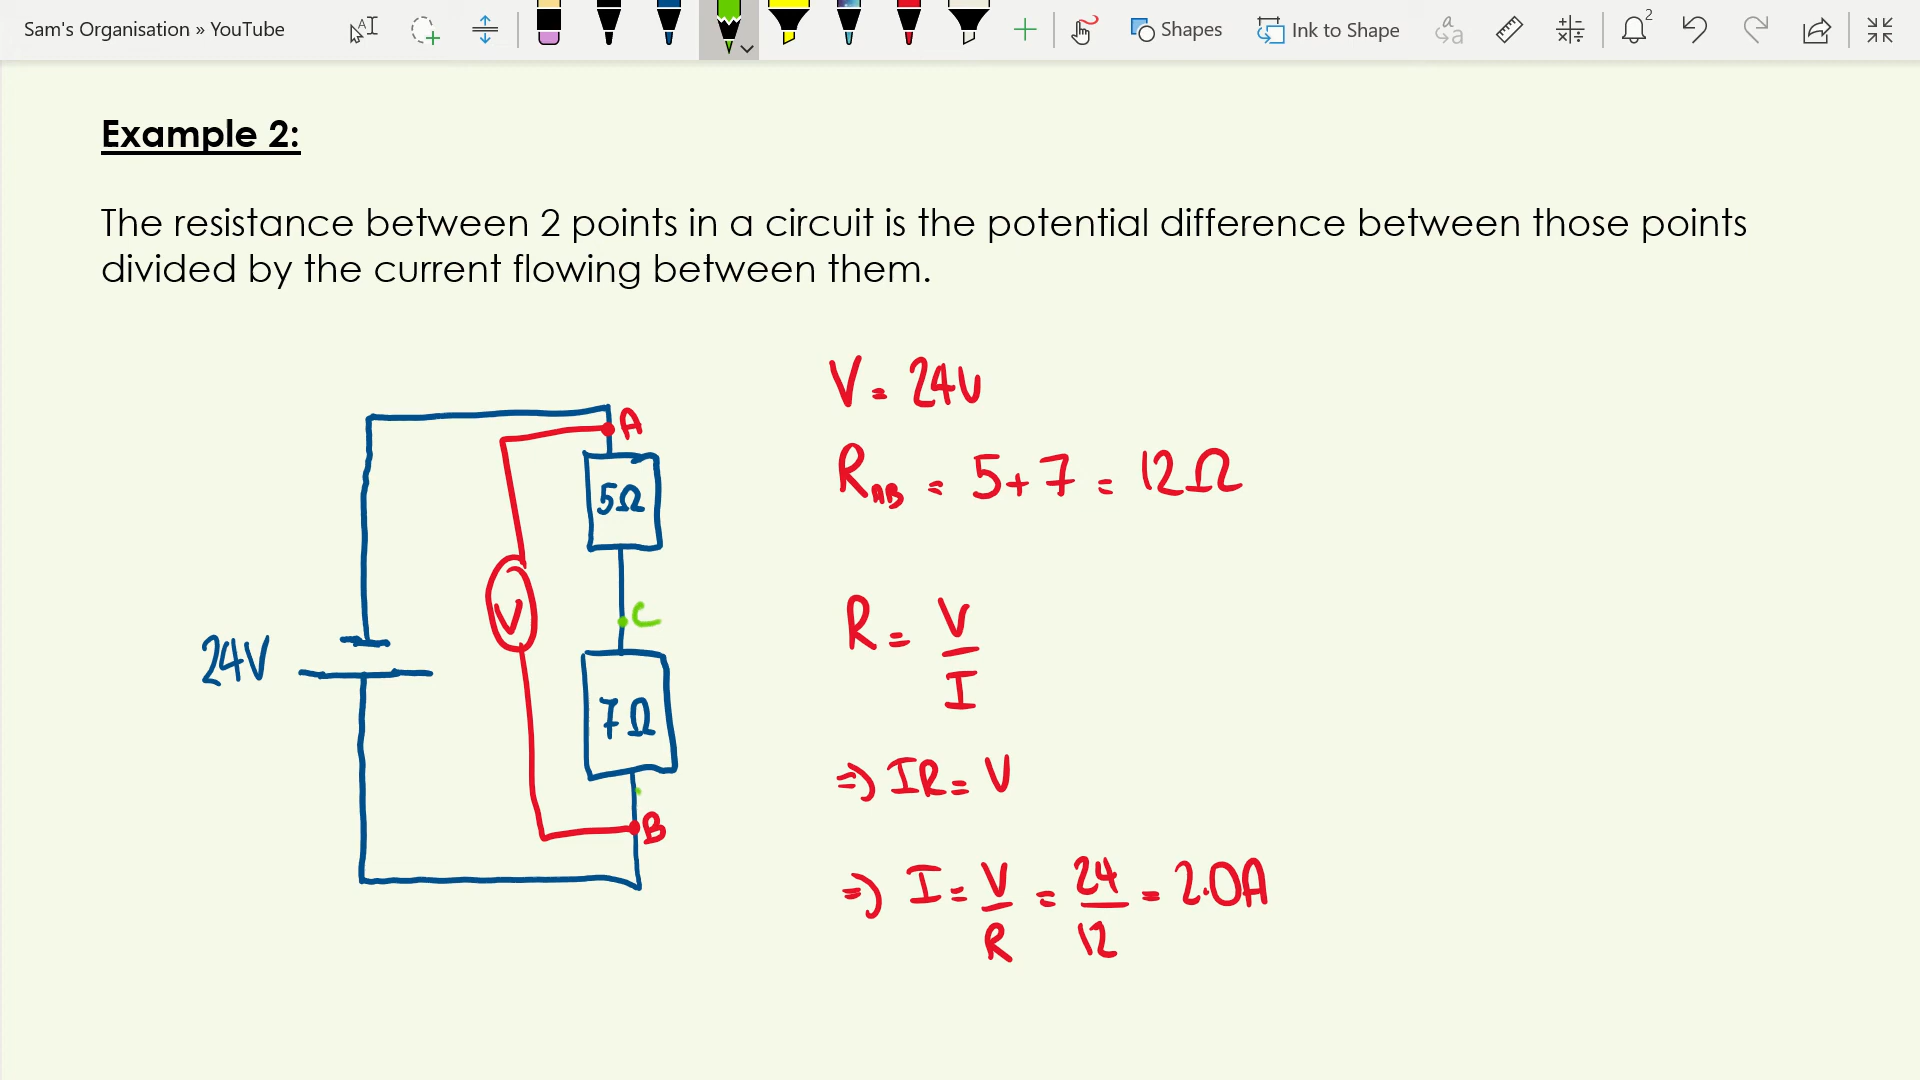 Sam's Organisation » YouTube
Shapes
Ink to Shape
2
Example 2:
The resistance between 2 points in a circuit is the potential difference between those points
divided by the current flowing between them.
V = 24V
R_AB = 5+7 = 12Ω
R = V/I
⇒ IR = V
⇒ I = V/R = 24/12 = 2.0A
A
5Ω
C
V
24V
7Ω
B